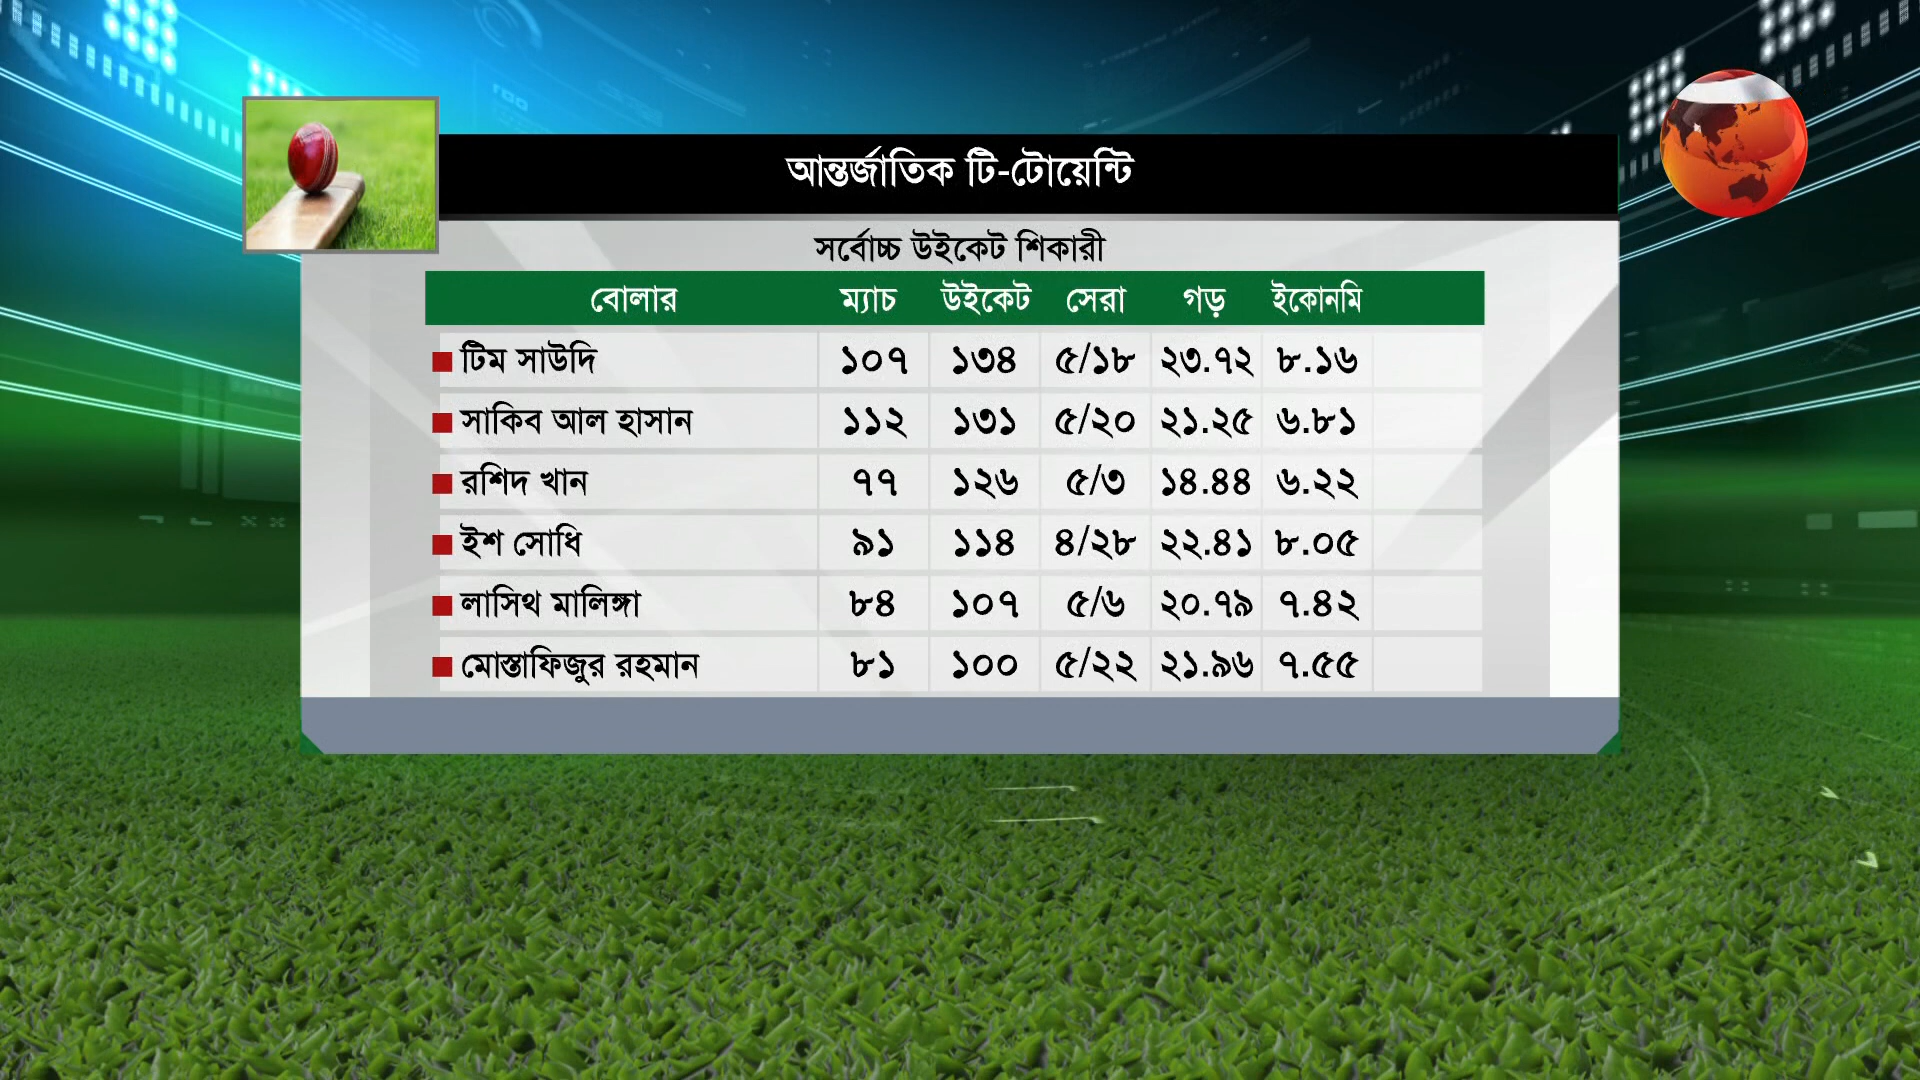 আন্তর্জাতিক টি-টোয়েন্টি
সর্বোচ্চ উইকেট শিকারী
বোলার ম্যাচ উইকেট সেরা গড় ইকোনমি
টিম সাউদি ১০৭ ১৩৪ ৫/১৮ ২৩.৭২ ৮.১৬
সাকিব আল হাসান ১১২ ১৩১ ৫/২০ ২১.২৫ ৬.৮১
রশিদ খান ৭৭ ১২৬ ৫/৩ ১৪.৪৪ ৬.২২
ইশ সোধি ৯১ ১১৪ ৪/২৮ ২২.৪১ ৮.০৫
লাসিথ মালিঙ্গা ৮৪ ১০৭ ৫/৬ ২০.৭৯ ৭.৪২
মোস্তাফিজুর রহমান ৮১ ১০০ ৫/২২ ২১.৯৬ ৭.৫৫